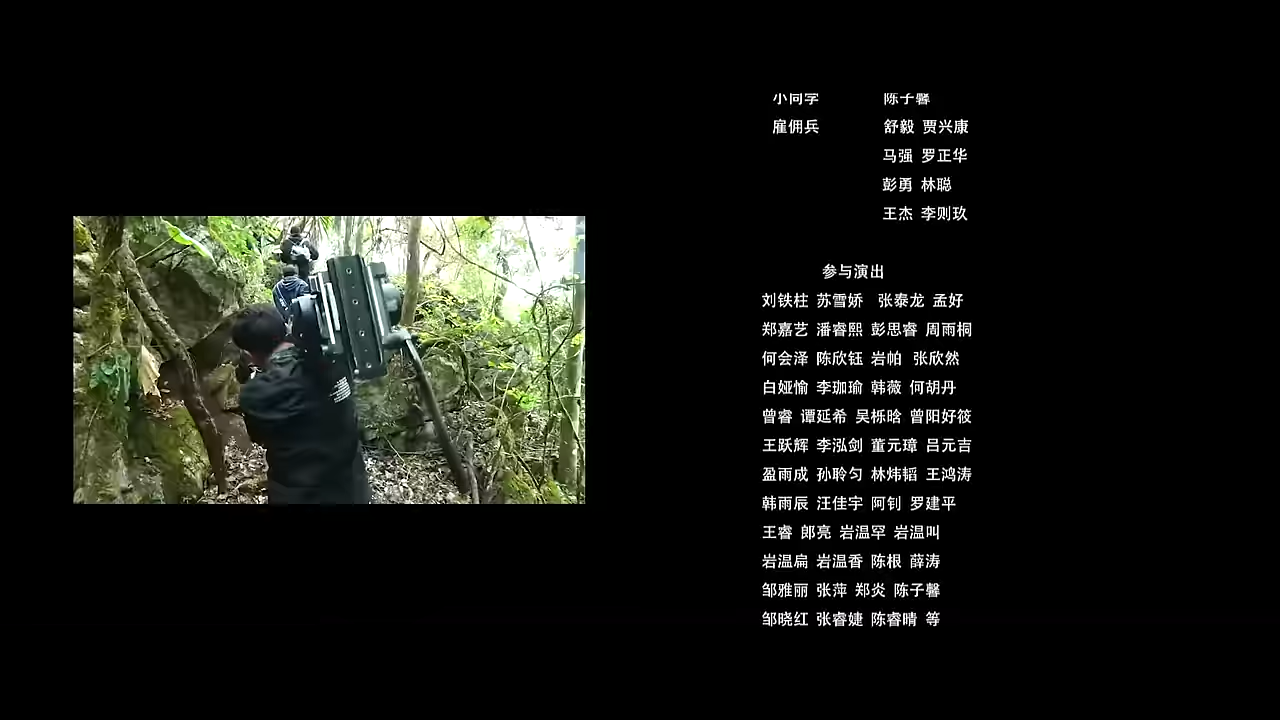 小同学 陈子馨
雇佣兵 舒毅 贾兴康
马强 罗正华
彭勇 林聪
王杰 李则玖
参与演出
刘铁柱 苏雪娇 张泰龙 孟好
郑嘉艺 潘睿熙 彭思睿 周雨桐
何会泽 陈欣钰 岩帕 张欣然
白娅愉 李珈瑜 韩薇 何胡丹
曾睿 谭延希 吴栎晗 曾阳好筱
王跃辉 李泓剑 董元璋 吕元吉
盈雨成 孙聆匀 林炜韬 王鸿涛
韩雨辰 汪佳宇 阿钊 罗建平
王睿 郎亮 岩温罕 岩温叫
岩温扁 岩温香 陈根 薛涛
邹雅丽 张萍 郑炎 陈子馨
邹晓红 张睿婕 陈睿晴 等